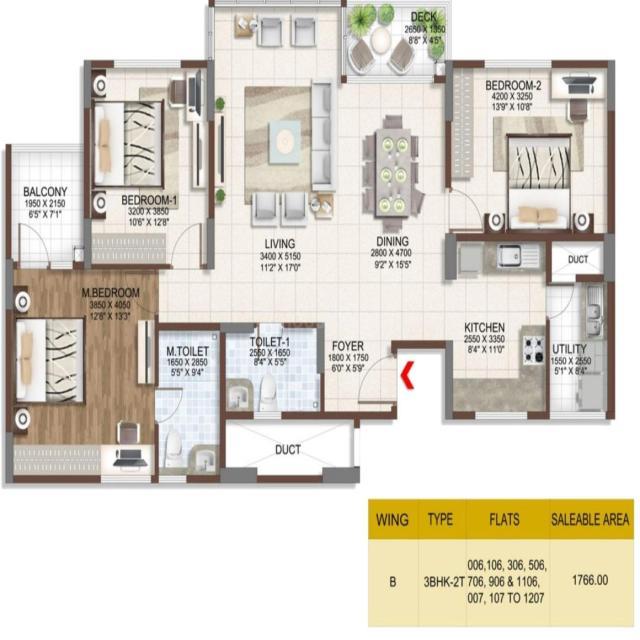 DECK
2650 X 1350
8'8" X 4'5"
BEDROOM-2
4200 X 3250
13'9" X 10'8"
BALCONY
1950 X 2150
6'5" X 7'1"
BEDROOM-1
3200 X 3850
10'6" X 12'8"
LIVING
3400 X 5150
11'2" X 17'0"
DINING
2800 X 4700
9'2" X 15'5"
DUCT
M.BEDROOM
3850 X 4050
12'8" X 13'3"
KITCHEN
2550 X 3350
8'4" X 11'0"
M.TOILET
1650 X 2850
5'5" X 9'4"
TOILET-1
2550 X 1650
8'4" X 5'5"
FOYER
1800 X 1750
6'0" X 5'9"
UTILITY
1550 X 2550
5'1" X 8'4"
DUCT
WING TYPE FLATS SALEABLE AREA
B 3BHK-2T 006,106, 306, 506,
706, 906 & 1106,
007, 107 TO 1207
1766.00